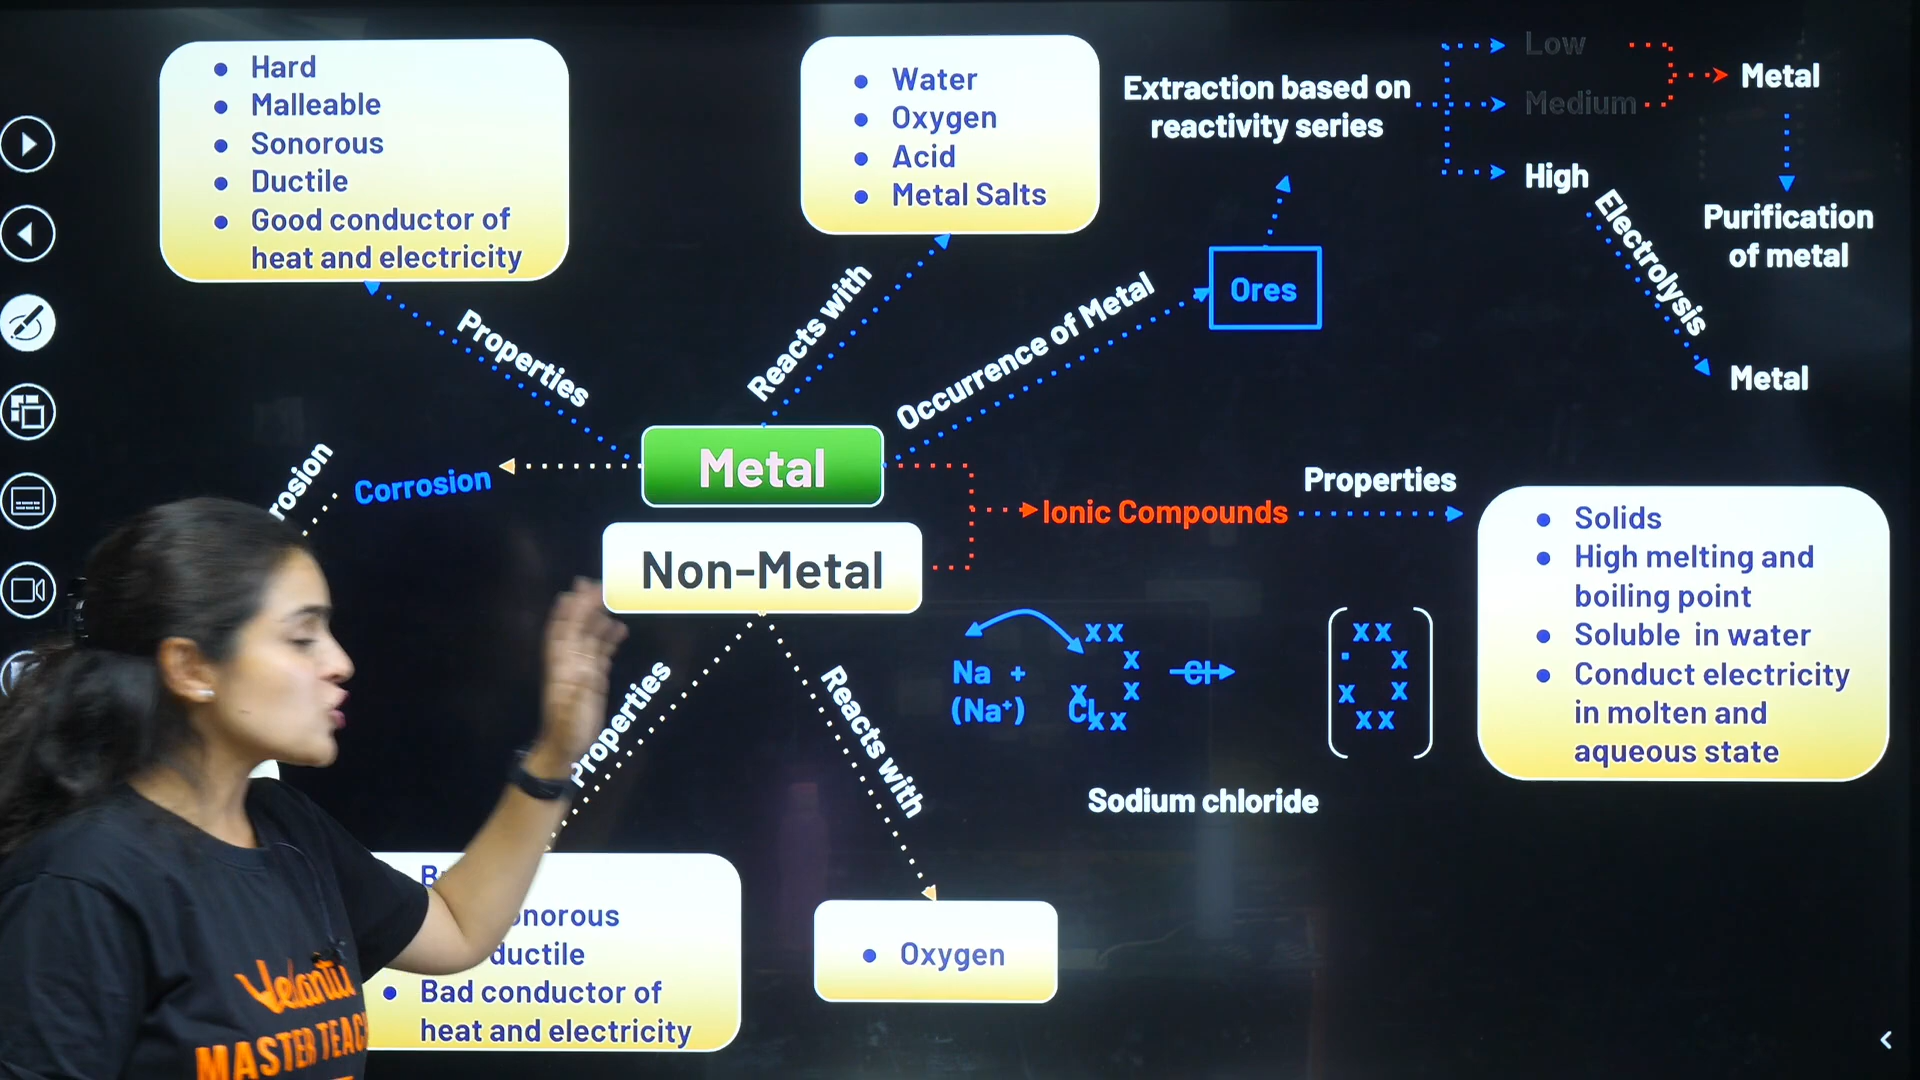 Hard
Malleable
Sonorous
Ductile
Good conductor of
heat and electricity
Water
Oxygen
Acid
Metal Salts
Extraction based on
reactivity series
Low
Medium
High
Metal
Purification
of metal
Electrolysis
Metal
Ores
Properties
Reacts with
Occurrence of Metal
Metal
Corrosion
rosion
Non-Metal
Ionic Compounds
Properties
Solids
High melting and
boiling point
Soluble in water
Conduct electricity
in molten and
aqueous state
Na +
(Na⁺)
xx
x
x
x
Cl
xx
Cl
xx
x
x
x
xx
Sodium chloride
Properties
Reacts with
onorous
ductile
Bad conductor of
heat and electricity
Oxygen
Vedantu
MASTER TEAC